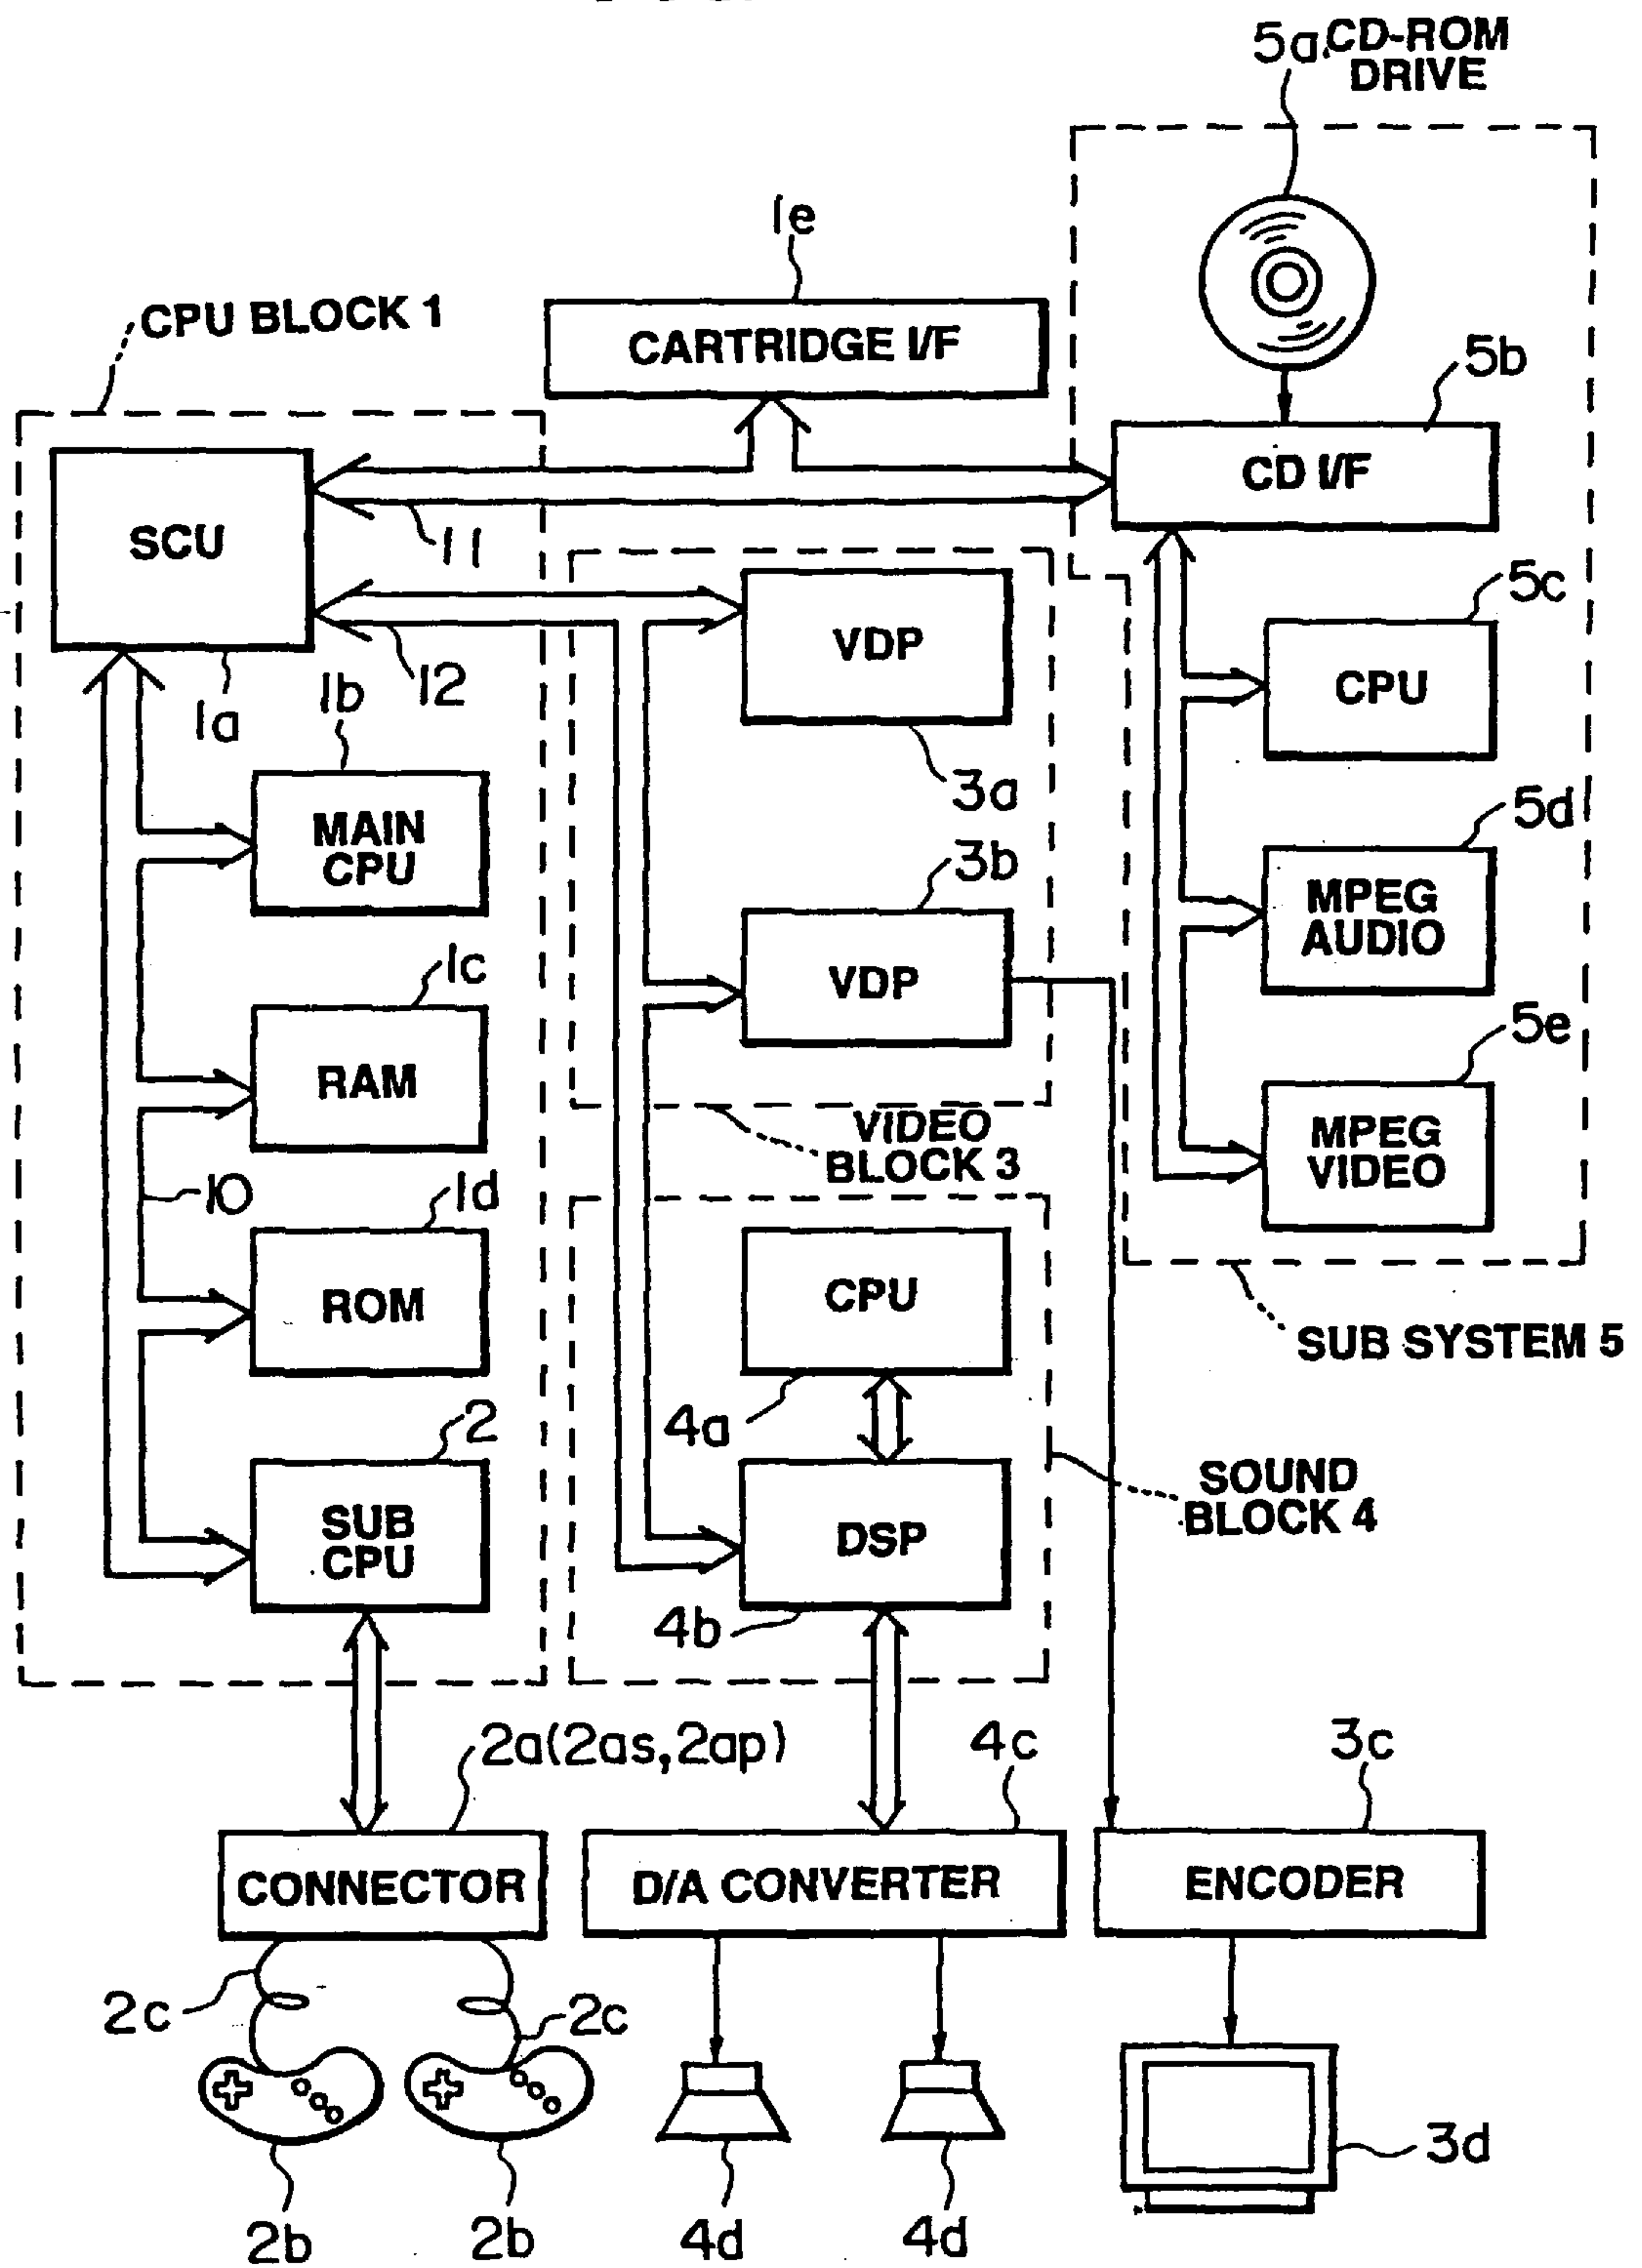 5a CD-ROM
DRIVE
1e
CPU BLOCK 1
CARTRIDGE I/F
5b
CD I/F
SCU
11
5c
VDP
CPU
12
1a
1b
3a
MAIN
CPU
5d
MPEG
AUDIO
3b
VDP
1c
RAM
5e
MPEG
VIDEO
VIDEO
BLOCK 3
10
1d
ROM
CPU
SUB SYSTEM 5
4a
2
SUB
CPU
SOUND
BLOCK 4
DSP
4b
2a(2as,2ap)
4c
3c
CONNECTOR
D/A CONVERTER
ENCODER
2c
2c
3d
2b
2b
4d
4d